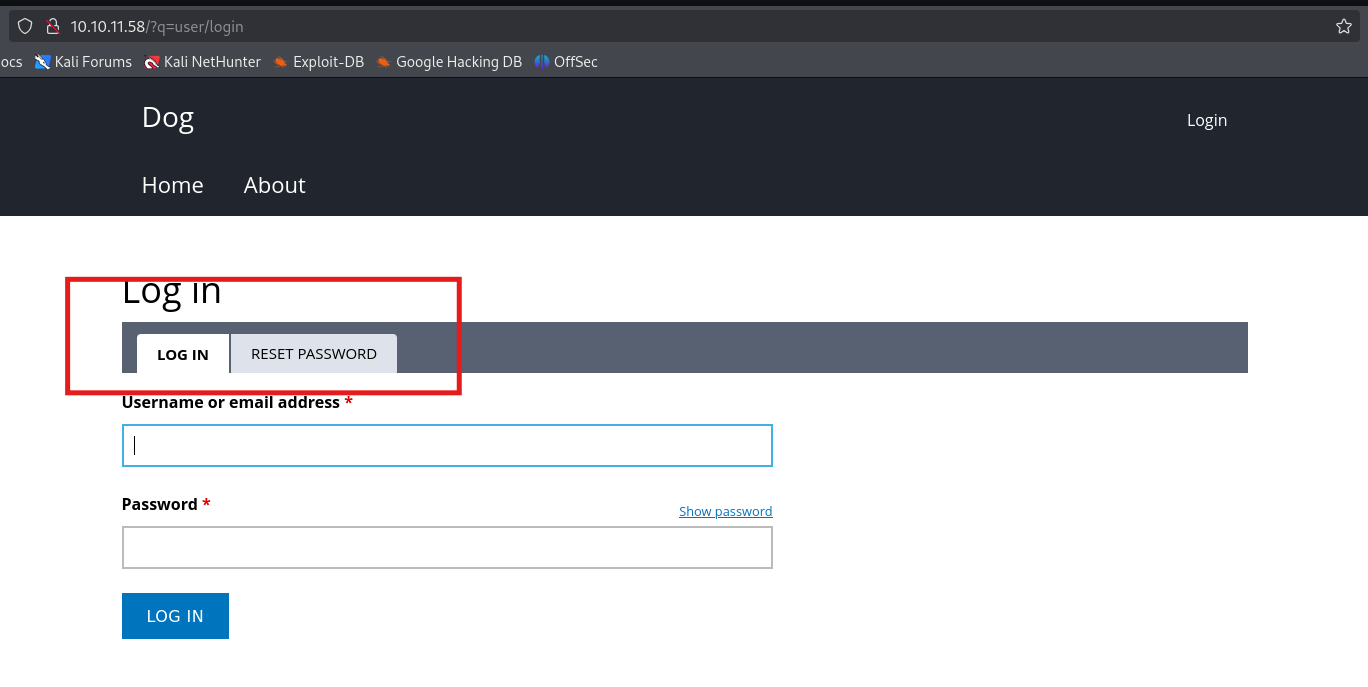 10.10.11.58/?q=user/login
ocs Kali Forums Kali NetHunter Exploit-DB Google Hacking DB OffSec
Dog Login
Home About
Log in
LOG IN RESET PASSWORD
Username or email address *
Password * Show password
LOG IN